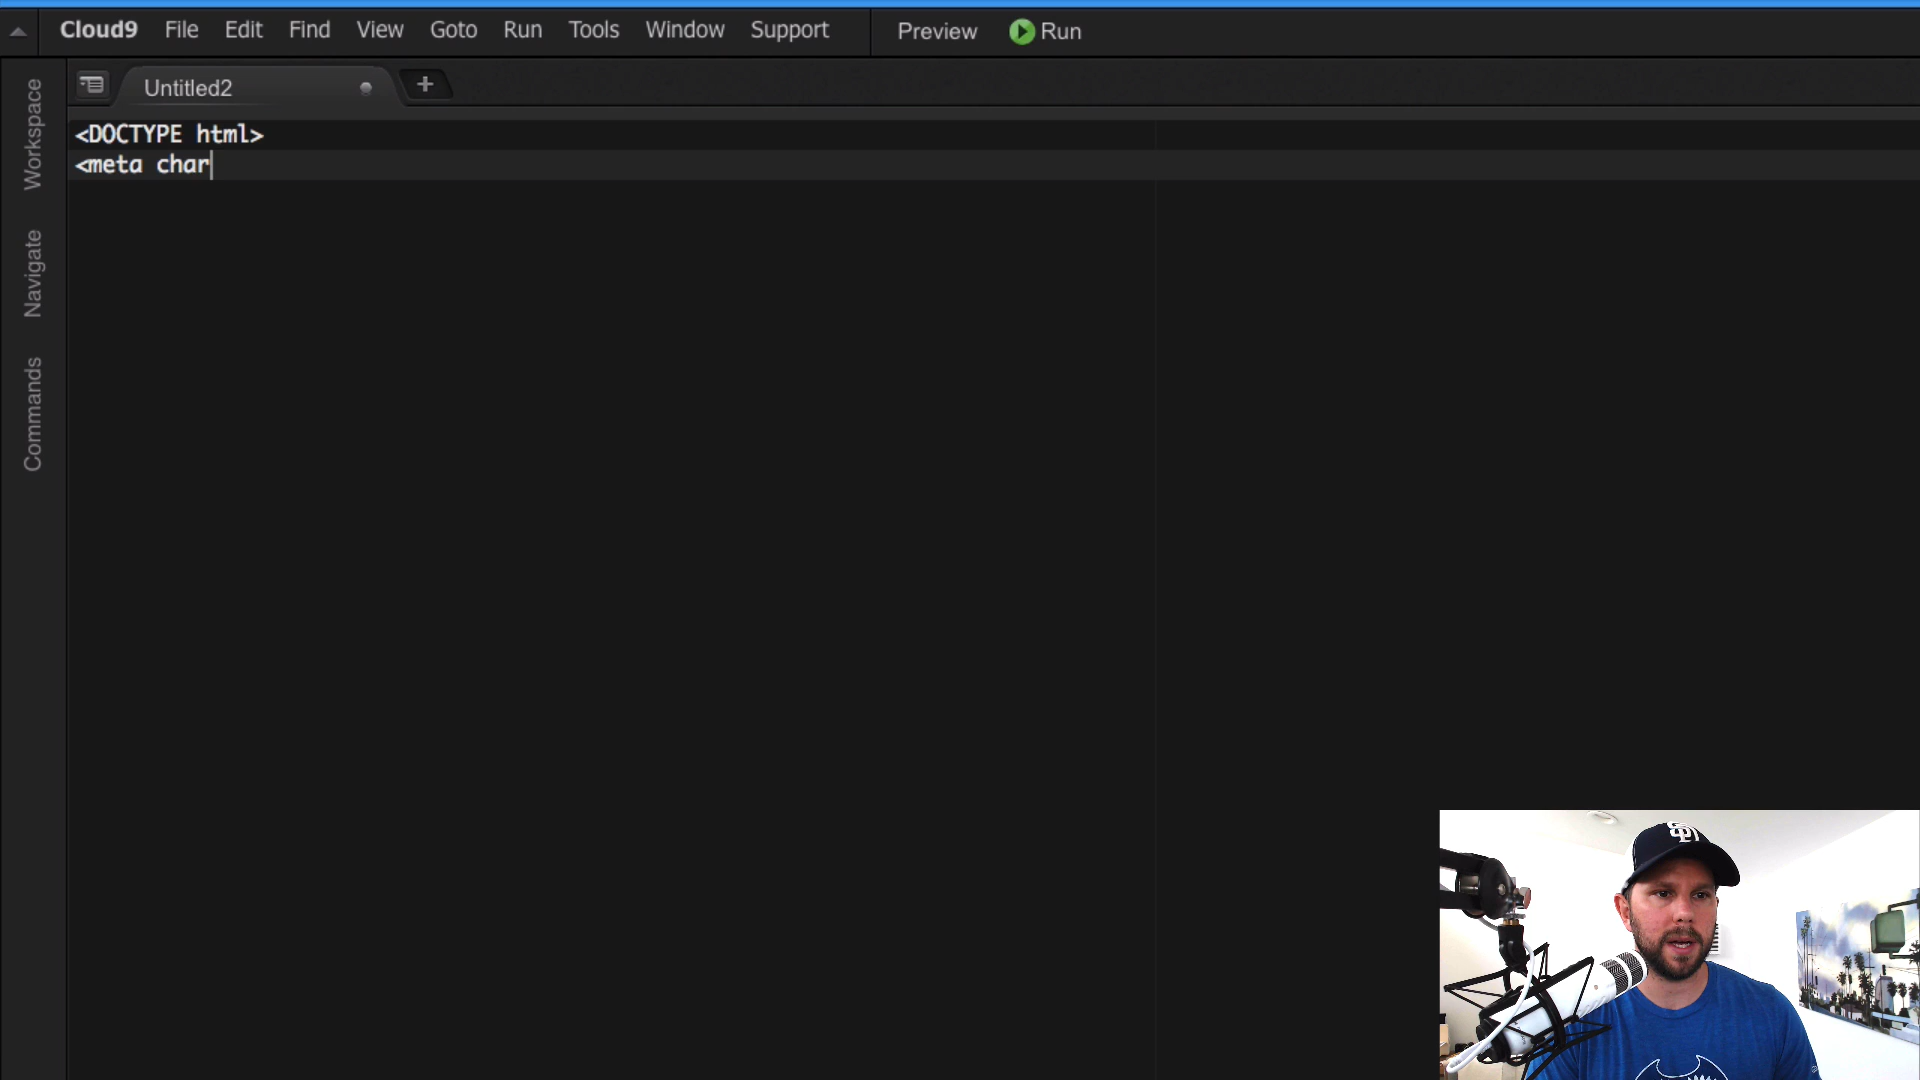 Cloud9 File Edit Find View Goto Run Tools Window Support Preview Run
Untitled2
<DOCTYPE html>
<meta char
Workspace
Navigate
Commands
SD